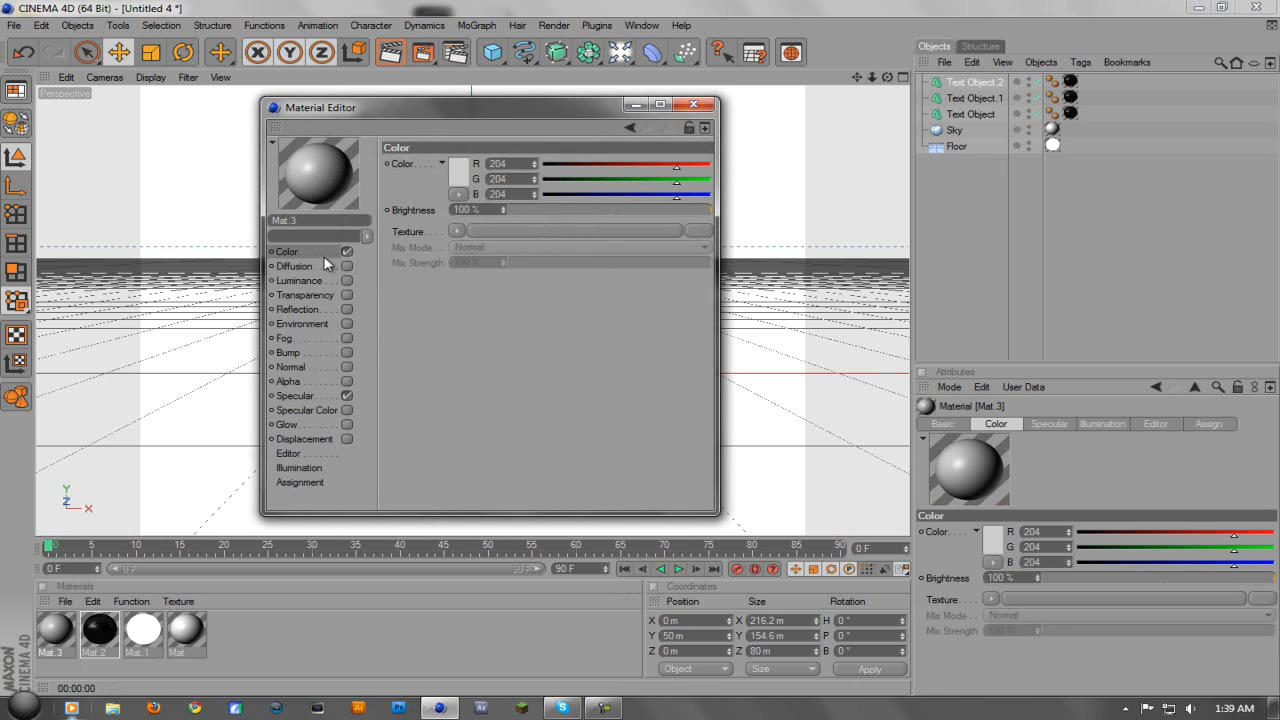 CINEMA 4D (64 Bit) - [Untitled 4 *]
File Edit Objects Tools Selection Structure Functions Animation Character Dynamics MoGraph Hair Render Plugins Window Help
Edit Cameras Display Filter View
Perspective
Objects Structure
File Edit View Objects Tags Bookmarks
Text Object.2
Text Object.1
Text Object
Sky
Floor
Material Editor
Mat.3
Color
Diffusion
Luminance
Transparency
Reflection
Environment
Fog
Bump
Normal
Alpha
Specular
Specular Color
Glow
Displacement
Editor
Illumination
Assignment
Color
Color R 204
G 204
B 204
Brightness 100 %
Texture
Mix Mode Normal
Mix Strength 100 %
Attributes
Mode Edit User Data
Material [Mat.3]
Basic Color Specular Illumination Editor Assign
Color
Color R 204
G 204
B 204
Brightness 100 %
Texture
Mix Mode Normal
Mix Strength 100 %
Y
Z X
0 5 10 15 20 25 30 35 40 45 50 55 60 65 70 75 80 85 90 0 F
0 F 0 F 90 F 90 F
Materials
File Edit Function Texture
Mat.3 Mat.2 Mat.1 Mat
Coordinates
Position Size Rotation
X 0 m X 216.2 m H 0 °
Y 50 m Y 154.6 m P 0 °
Z 0 m Z 80 m B 0 °
Object Size Apply
MAXON CINEMA 4D
00:00:00
1:39 AM